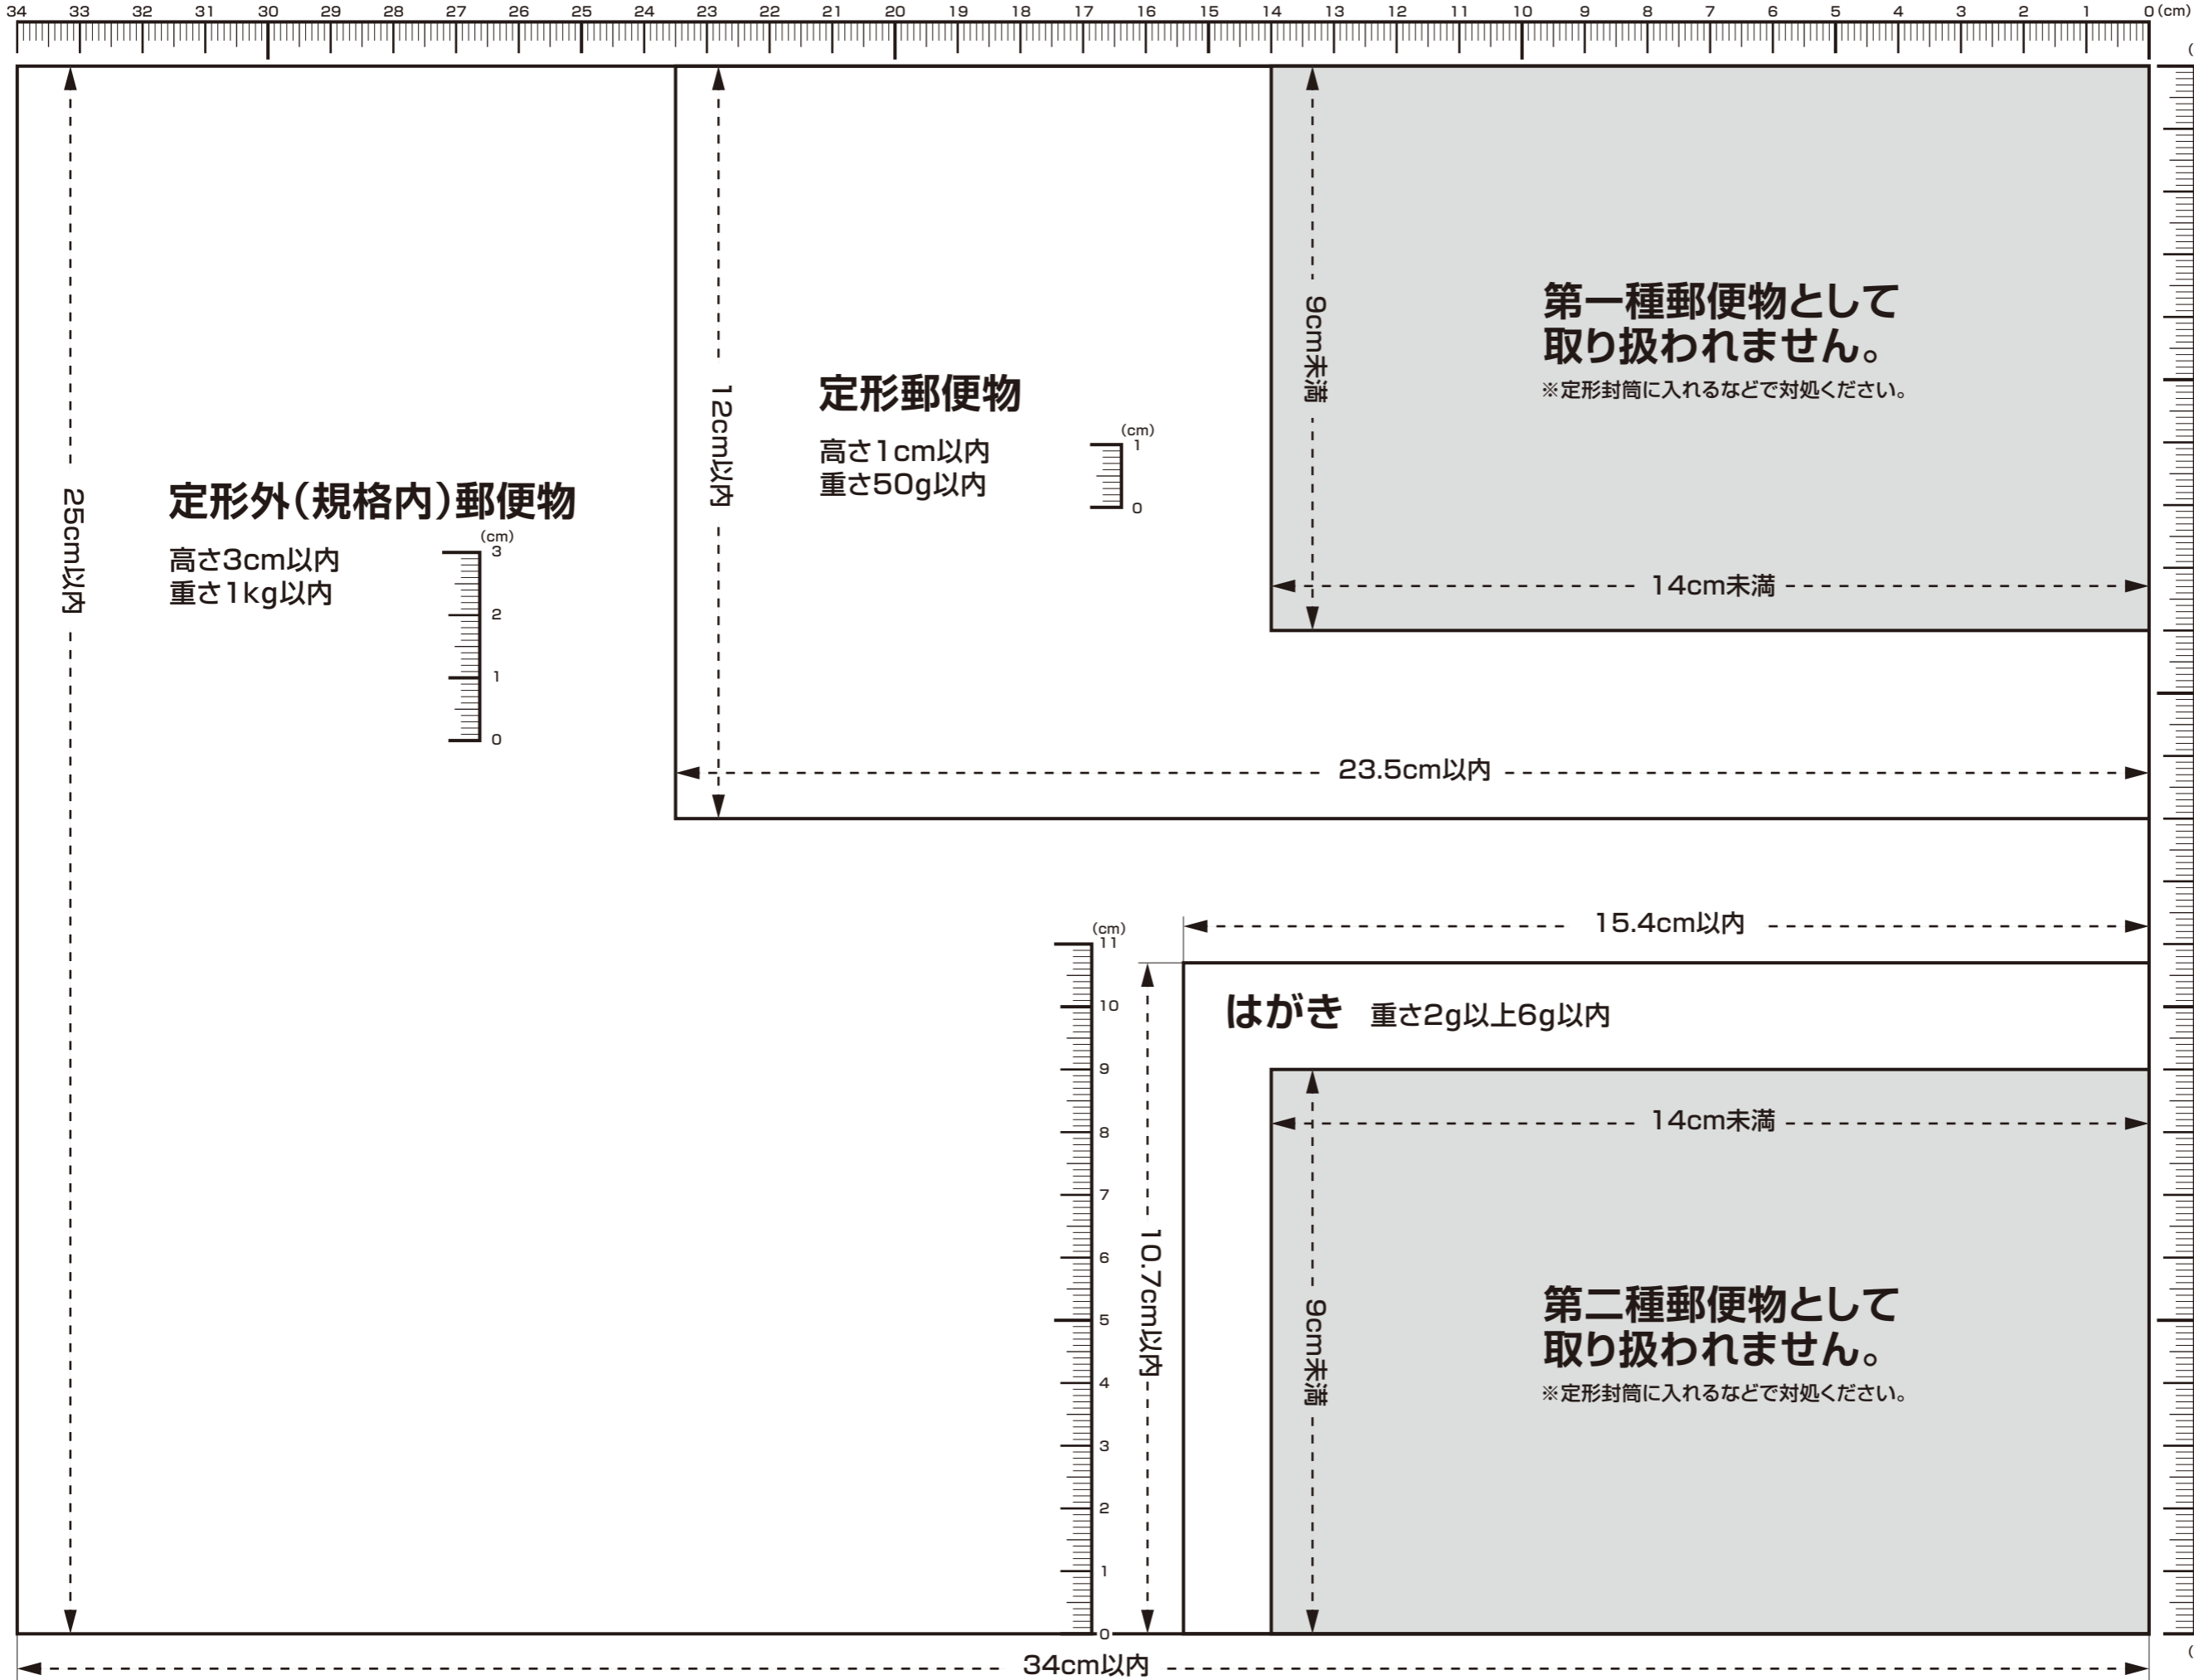 34 33 32 31 30 29 28 27 26 25 24 23 22 21 20 19 18 17 16 15 14 13 12 11 10 9 8 7 6 5 4 3 2 1 0 (cm)
25cm以内
定形外(規格内)郵便物
高さ3cm以内
重さ1kg以内
(cm)
3
2
1
0
12cm以内
定形郵便物
高さ1cm以内
重さ50g以内
(cm)
1
0
23.5cm以内
9cm未満
第一種郵便物として
取り扱われません。
※定形封筒に入れるなどで対処ください。
14cm未満
15.4cm以内
(cm)
11
10
9
8
7
6
5
4
3
2
1
0
10.7cm以内
はがき 重さ2g以上6g以内
14cm未満
9cm未満
第二種郵便物として
取り扱われません。
※定形封筒に入れるなどで対処ください。
34cm以内